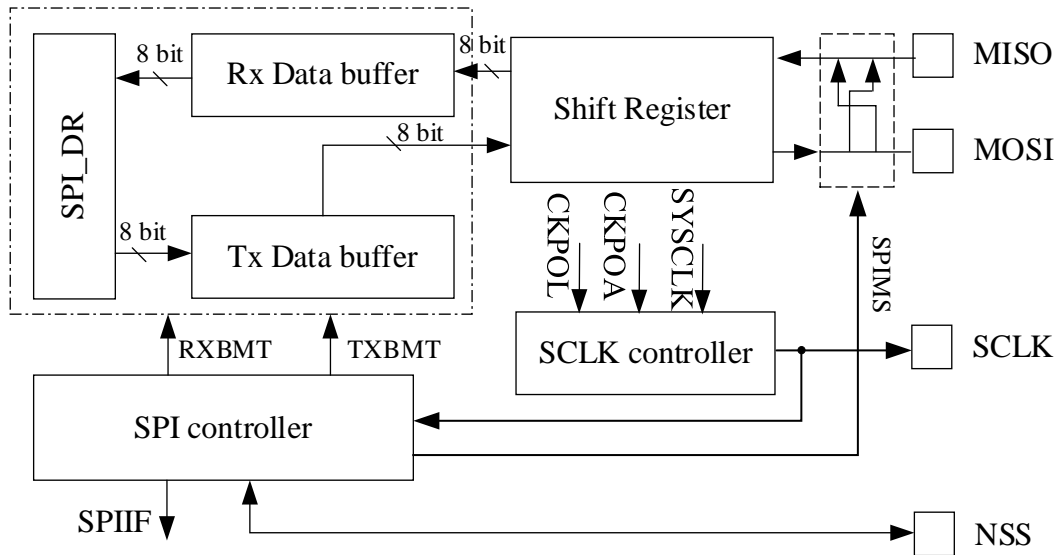 8 bit
Rx Data buffer
8 bit
Shift Register
MISO
8 bit
MOSI
SPI_DR
8 bit
Tx Data buffer
CKPOL
CKPOA
SYSCLK
SPIMS
RXBMT
TXBMT
SCLK controller
SCLK
SPI controller
SPIIF
NSS